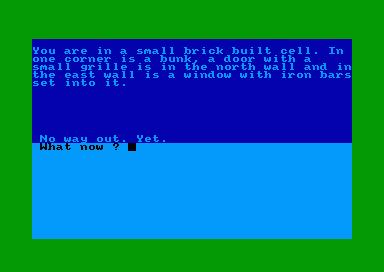 You are in a small brick built cell. In
one corner is a bunk, a door with a
small grille is in the north wall and in
the east wall is a window with iron bars
set into it.
No way out. Yet.
What now ?